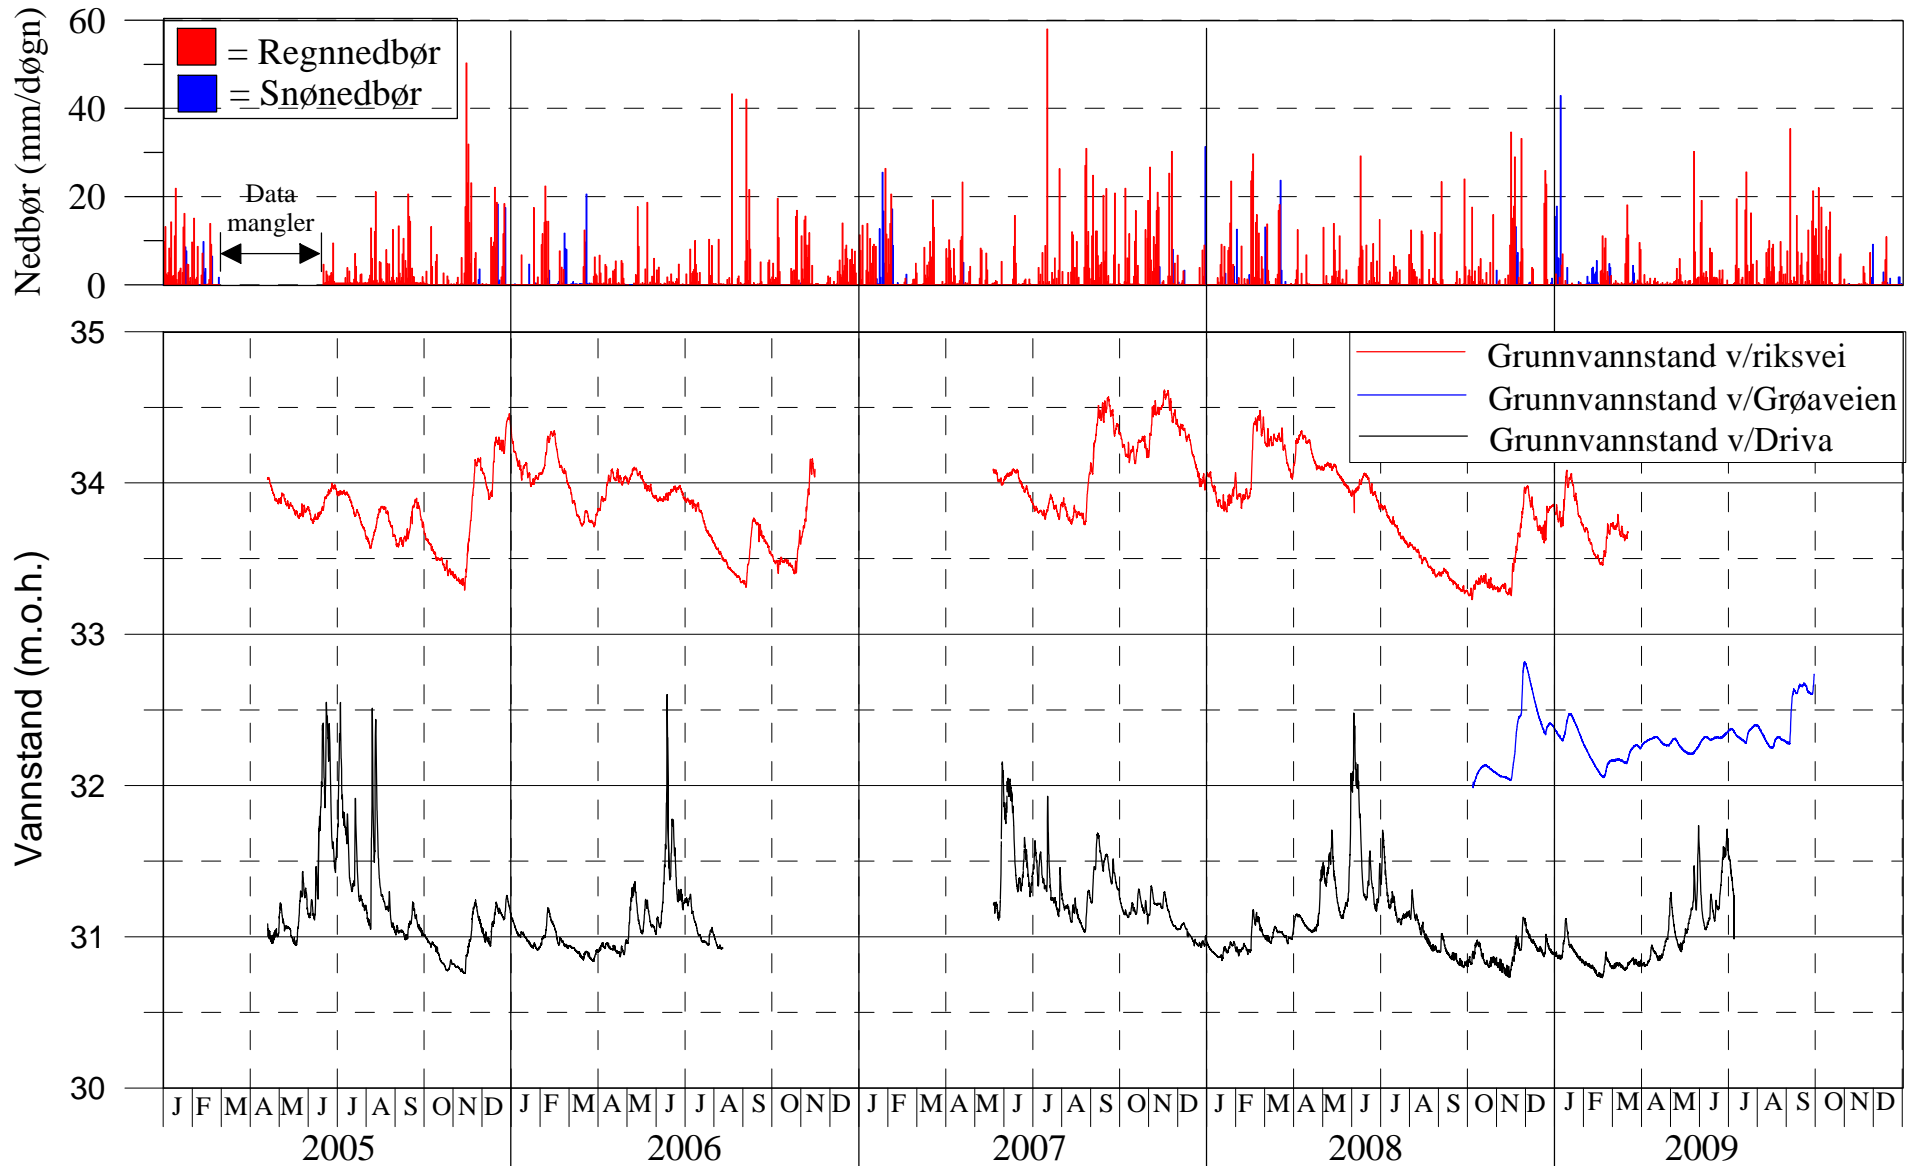 Nedbør (mm/døgn)
60
40
20
0
= Regnnedbør
= Snønedbør
Data
mangler
Vannstand (m.o.h.)
35
34
33
32
31
30
Grunnvannstand v/riksvei
Grunnvannstand v/Grøaveien
Grunnvannstand v/Driva
J F M A M J J A S O N D J F M A M J J A S O N D J F M A M J J A S O N D J F M A M J J A S O N D J F M A M J J A S O N D
2005 2006 2007 2008 2009